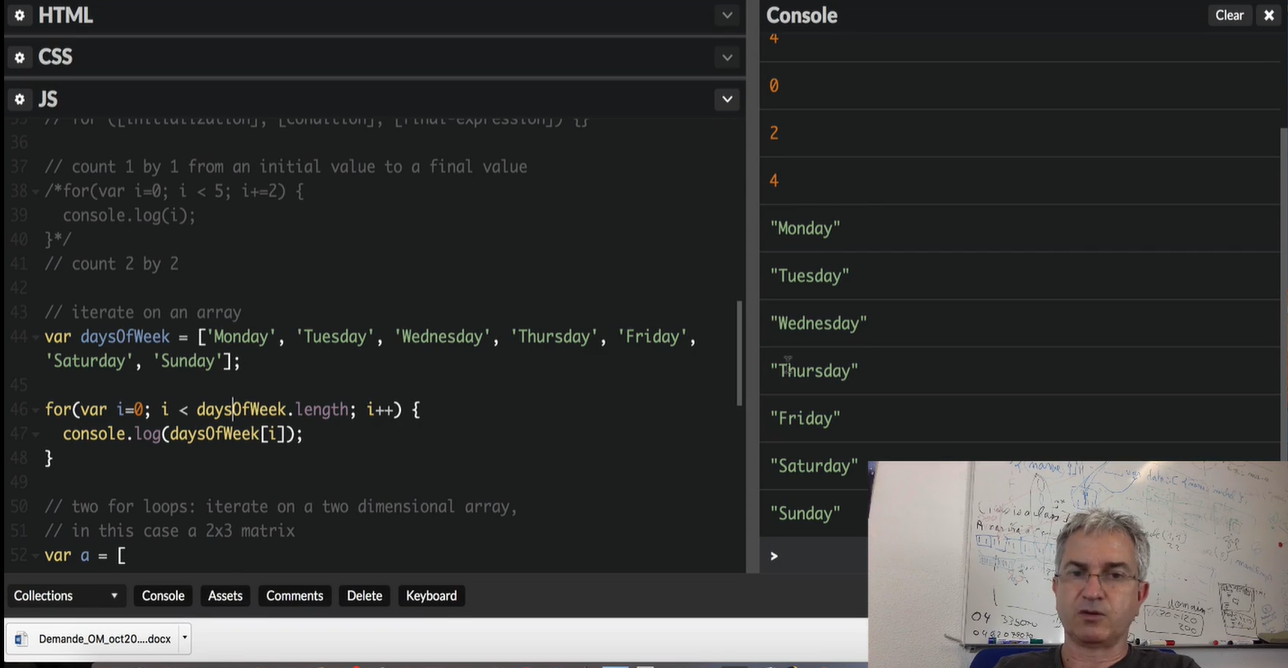 HTML
CSS
JS
35 // for ([initialization]; [condition]; [final-expression]) {}
36
37 // count 1 by 1 from an initial value to a final value
38 /*for(var i=0; i < 5; i+=2) {
39 console.log(i);
40 }*/
41 // count 2 by 2
42
43 // iterate on an array
44 var daysOfWeek = ['Monday', 'Tuesday', 'Wednesday', 'Thursday', 'Friday',
'Saturday', 'Sunday'];
45
46 for(var i=0; i < daysOfWeek.length; i++) {
47 console.log(daysOfWeek[i]);
48 }
49
50 // two for loops: iterate on a two dimensional array,
51 // in this case a 2x3 matrix
52 var a = [
Console
Clear
4
0
2
4
"Monday"
"Tuesday"
"Wednesday"
"Thursday"
"Friday"
"Saturday"
"Sunday"
>
Collections Console Assets Comments Delete Keyboard
Demande_OM_oct20....docx